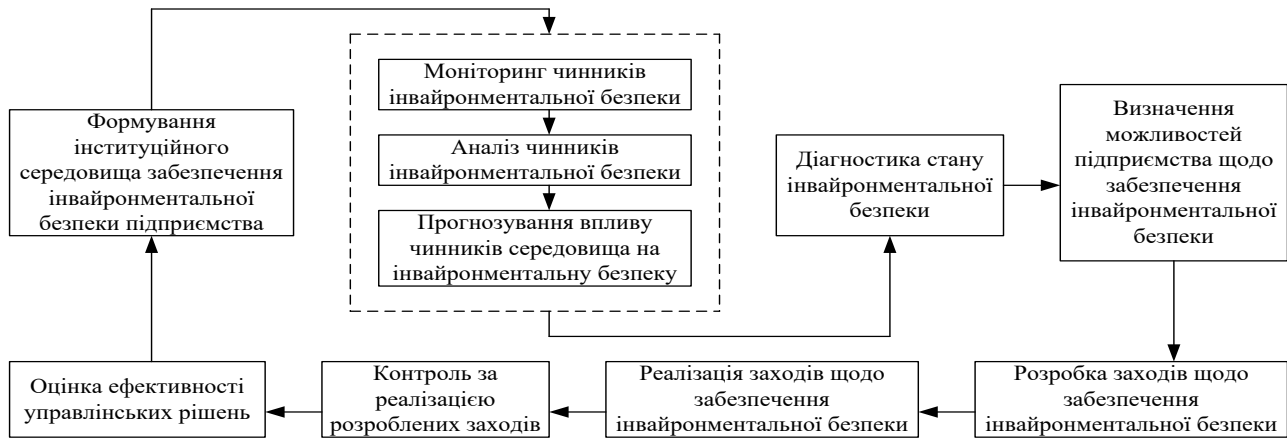 Формування
інституційного
середовища забезпечення
інвайронментальної
безпеки підприємства
Моніторинг чинників
інвайронментальної безпеки
Аналіз чинників
інвайронментальної безпеки
Прогнозування впливу
чинників середовища на
інвайронментальну безпеку
Діагностика стану
інвайронментальної
безпеки
Визначення
можливостей
підприємства щодо
забезпечення
інвайронментальної
безпеки
Розробка заходів щодо
забезпечення
інвайронментальної безпеки
Реалізація заходів щодо
забезпечення
інвайронментальної безпеки
Контроль за
реалізацією
розроблених заходів
Оцінка ефективності
управлінських рішень